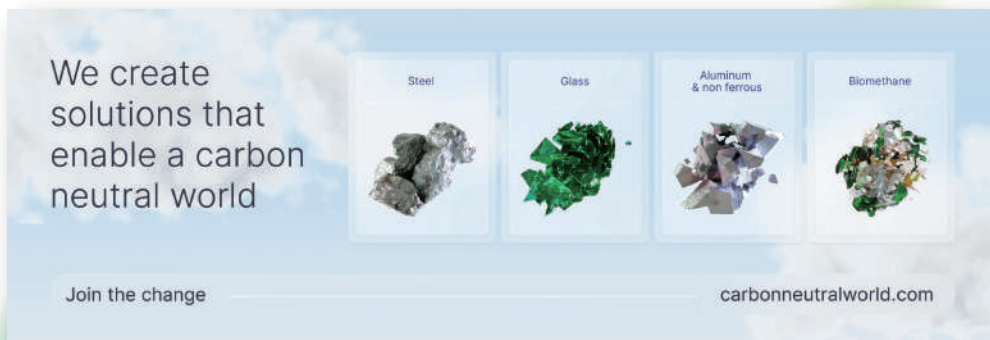 We create
solutions that
enable a carbon
neutral world
Steel
Glass
Aluminum
& non ferrous
Biomethane
Join the change
carbonneutralworld.com